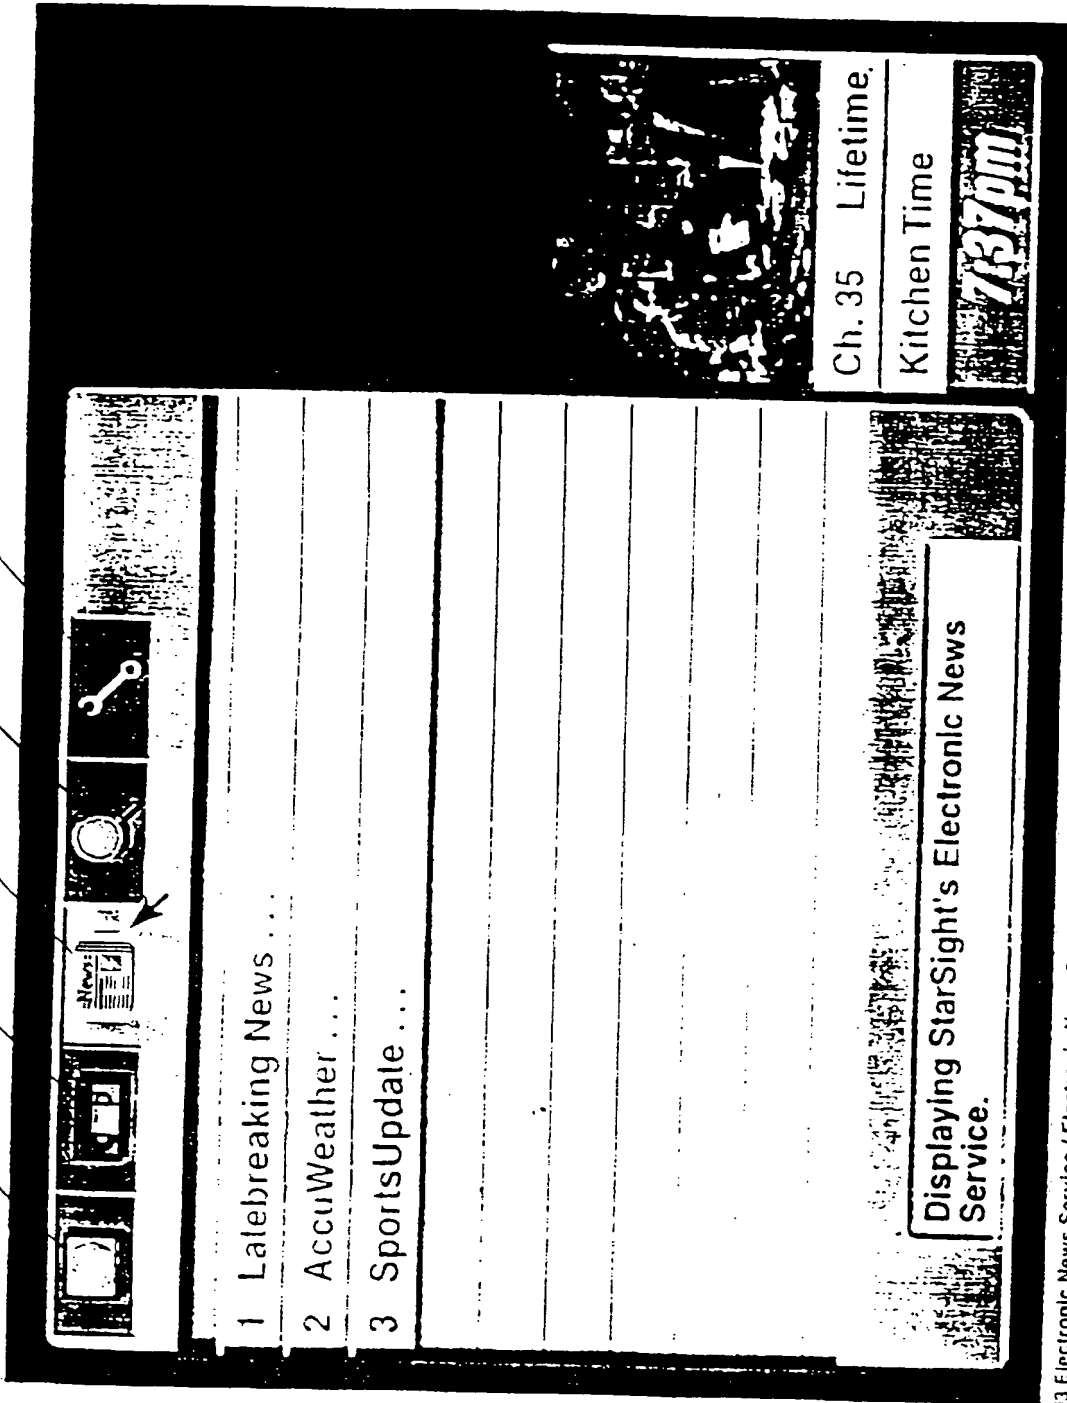 News
1 Latebreaking News...
2 AccuWeather...
3 SportsUpdate...
Displaying StarSight's Electronic News
Service.
Ch. 35 Lifetime
Kitchen Time
7:37pm
3 Electronic News Service /